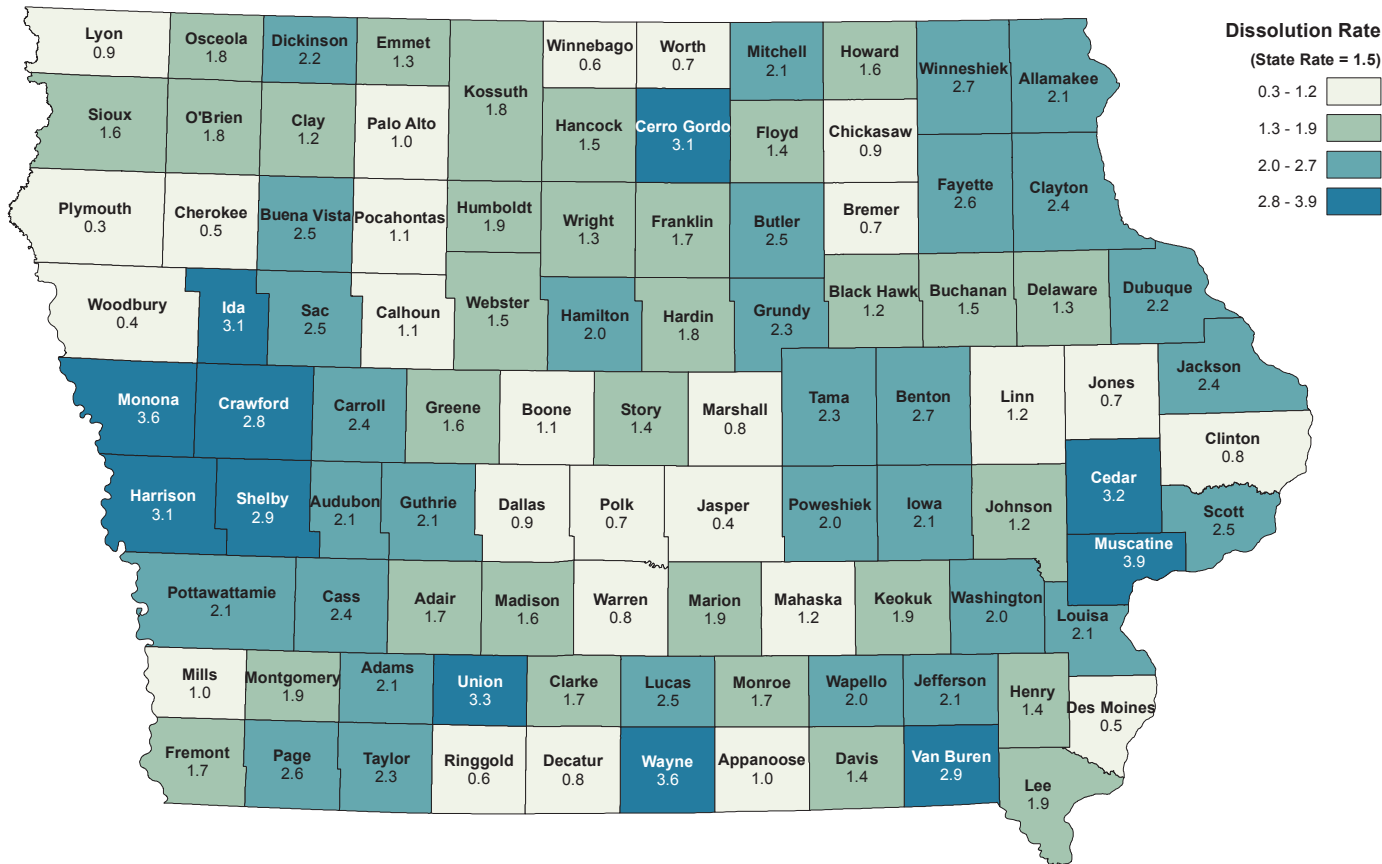 Dissolution Rate
(State Rate = 1.5)
0.3 - 1.2
1.3 - 1.9
2.0 - 2.7
2.8 - 3.9
Lyon
0.9
Osceola
1.8
Dickinson
2.2
Emmet
1.3
Kossuth
1.8
Winnebago
0.6
Worth
0.7
Mitchell
2.1
Howard
1.6
Winneshiek
2.7
Allamakee
2.1
Sioux
1.6
O'Brien
1.8
Clay
1.2
Palo Alto
1.0
Hancock
1.5
Cerro Gordo
3.1
Floyd
1.4
Chickasaw
0.9
Plymouth
0.3
Cherokee
0.5
Buena Vista
2.5
Pocahontas
1.1
Humboldt
1.9
Wright
1.3
Franklin
1.7
Butler
2.5
Bremer
0.7
Fayette
2.6
Clayton
2.4
Woodbury
0.4
Ida
3.1
Sac
2.5
Calhoun
1.1
Webster
1.5
Hamilton
2.0
Hardin
1.8
Grundy
2.3
Black Hawk
1.2
Buchanan
1.5
Delaware
1.3
Dubuque
2.2
Monona
3.6
Crawford
2.8
Carroll
2.4
Greene
1.6
Boone
1.1
Story
1.4
Marshall
0.8
Tama
2.3
Benton
2.7
Linn
1.2
Jones
0.7
Jackson
2.4
Clinton
0.8
Harrison
3.1
Shelby
2.9
Audubon
2.1
Guthrie
2.1
Dallas
0.9
Polk
0.7
Jasper
0.4
Poweshiek
2.0
Iowa
2.1
Johnson
1.2
Cedar
3.2
Scott
2.5
Muscatine
3.9
Pottawattamie
2.1
Cass
2.4
Adair
1.7
Madison
1.6
Warren
0.8
Marion
1.9
Mahaska
1.2
Keokuk
1.9
Washington
2.0
Louisa
2.1
Mills
1.0
Montgomery
1.9
Adams
2.1
Union
3.3
Clarke
1.7
Lucas
2.5
Monroe
1.7
Wapello
2.0
Jefferson
2.1
Henry
1.4
Des Moines
0.5
Fremont
1.7
Page
2.6
Taylor
2.3
Ringgold
0.6
Decatur
0.8
Wayne
3.6
Appanoose
1.0
Davis
1.4
Van Buren
2.9
Lee
1.9